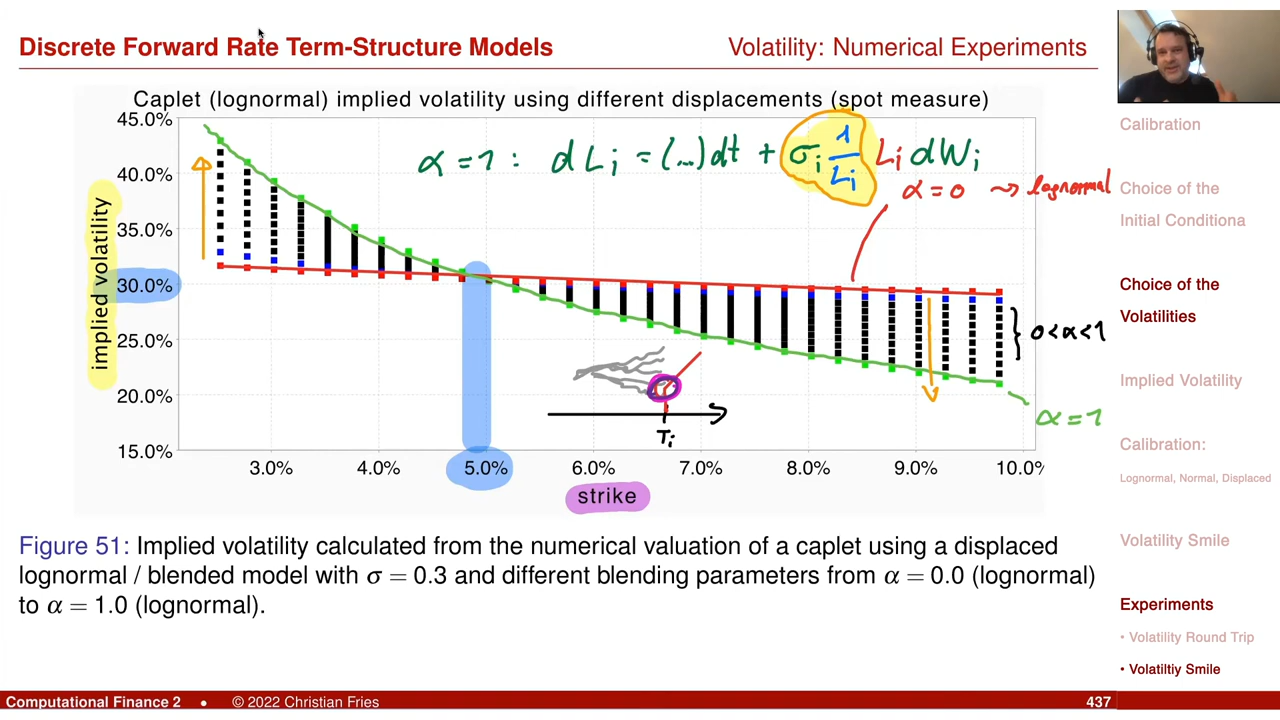 Discrete Forward Rate Term-Structure Models
Volatility: Numerical Experiments
Caplet (lognormal) implied volatility using different displacements (spot measure)
45.0%
40.0%
35.0%
30.0%
25.0%
20.0%
15.0%
implied volatility
α = 1 : dLi = (...)dt + σi 1/Li Li dWi
α = 0 ⇝ lognormal
} 0<α<1
α = 1
Ti
3.0%
4.0%
5.0%
6.0%
7.0%
8.0%
9.0%
10.0%
strike
Figure 51: Implied volatility calculated from the numerical valuation of a caplet using a displaced
lognormal / blended model with σ = 0.3 and different blending parameters from α = 0.0 (lognormal)
to α = 1.0 (lognormal).
Calibration
Choice of the
Initial Conditiona
Choice of the
Volatilities
Implied Volatility
Calibration:
Lognormal, Normal, Displaced
Volatility Smile
Experiments
• Volatility Round Trip
• Volatiltiy Smile
Computational Finance 2 • © 2022 Christian Fries
437